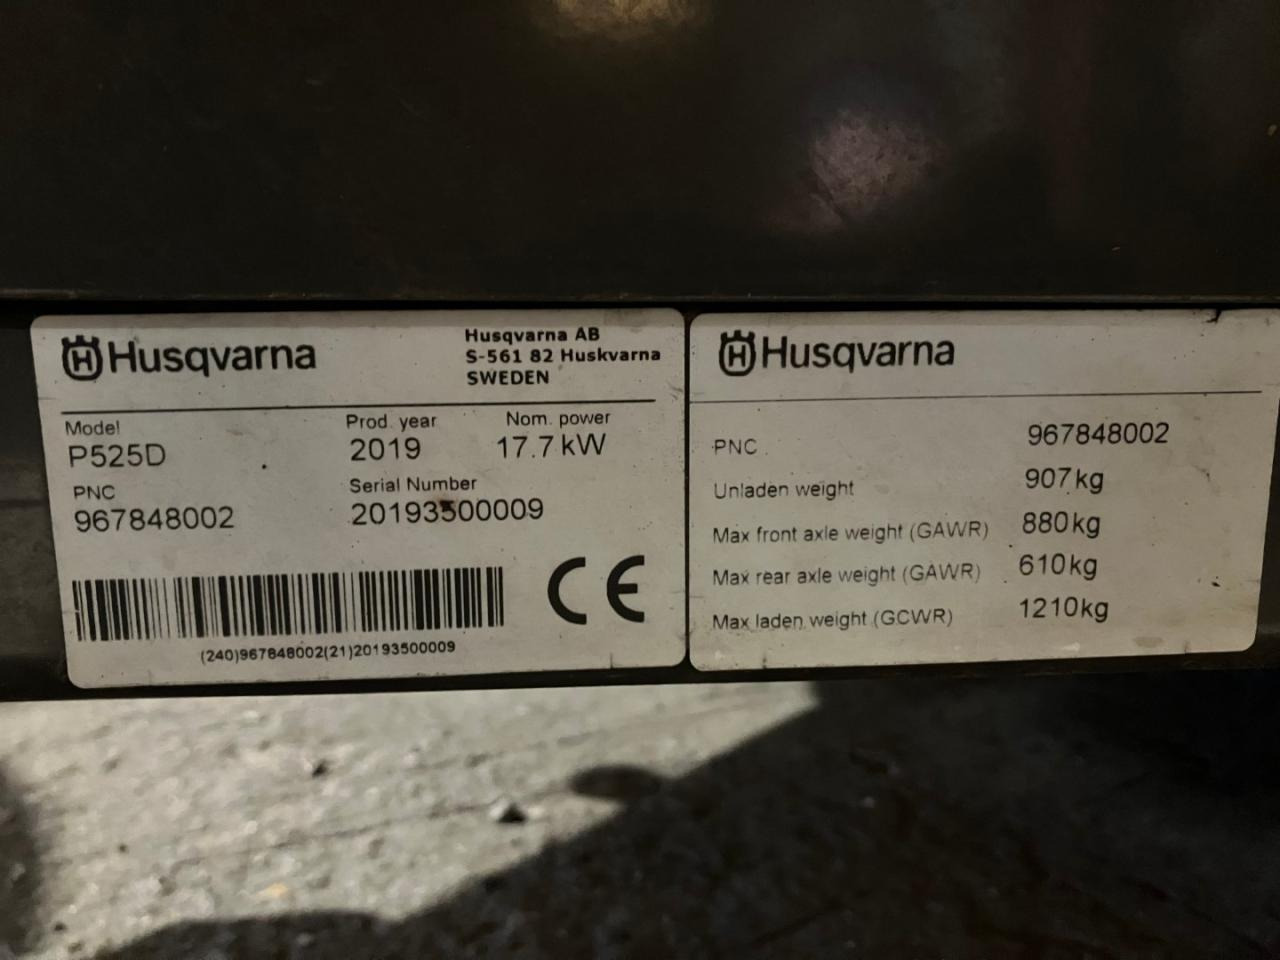 Husqvarna
Husqvarna AB
S-561 82 Huskvarna
SWEDEN
Model
P525D
Prod. year
2019
Nom. power
17.7 kW
PNC
967848002
Serial Number
20193500009
CE
(240)967848002(21)20193500009
Husqvarna
PNC 967848002
Unladen weight 907kg
Max front axle weight (GAWR) 880kg
Max rear axle weight (GAWR) 610kg
Max laden weight (GCWR) 1210kg